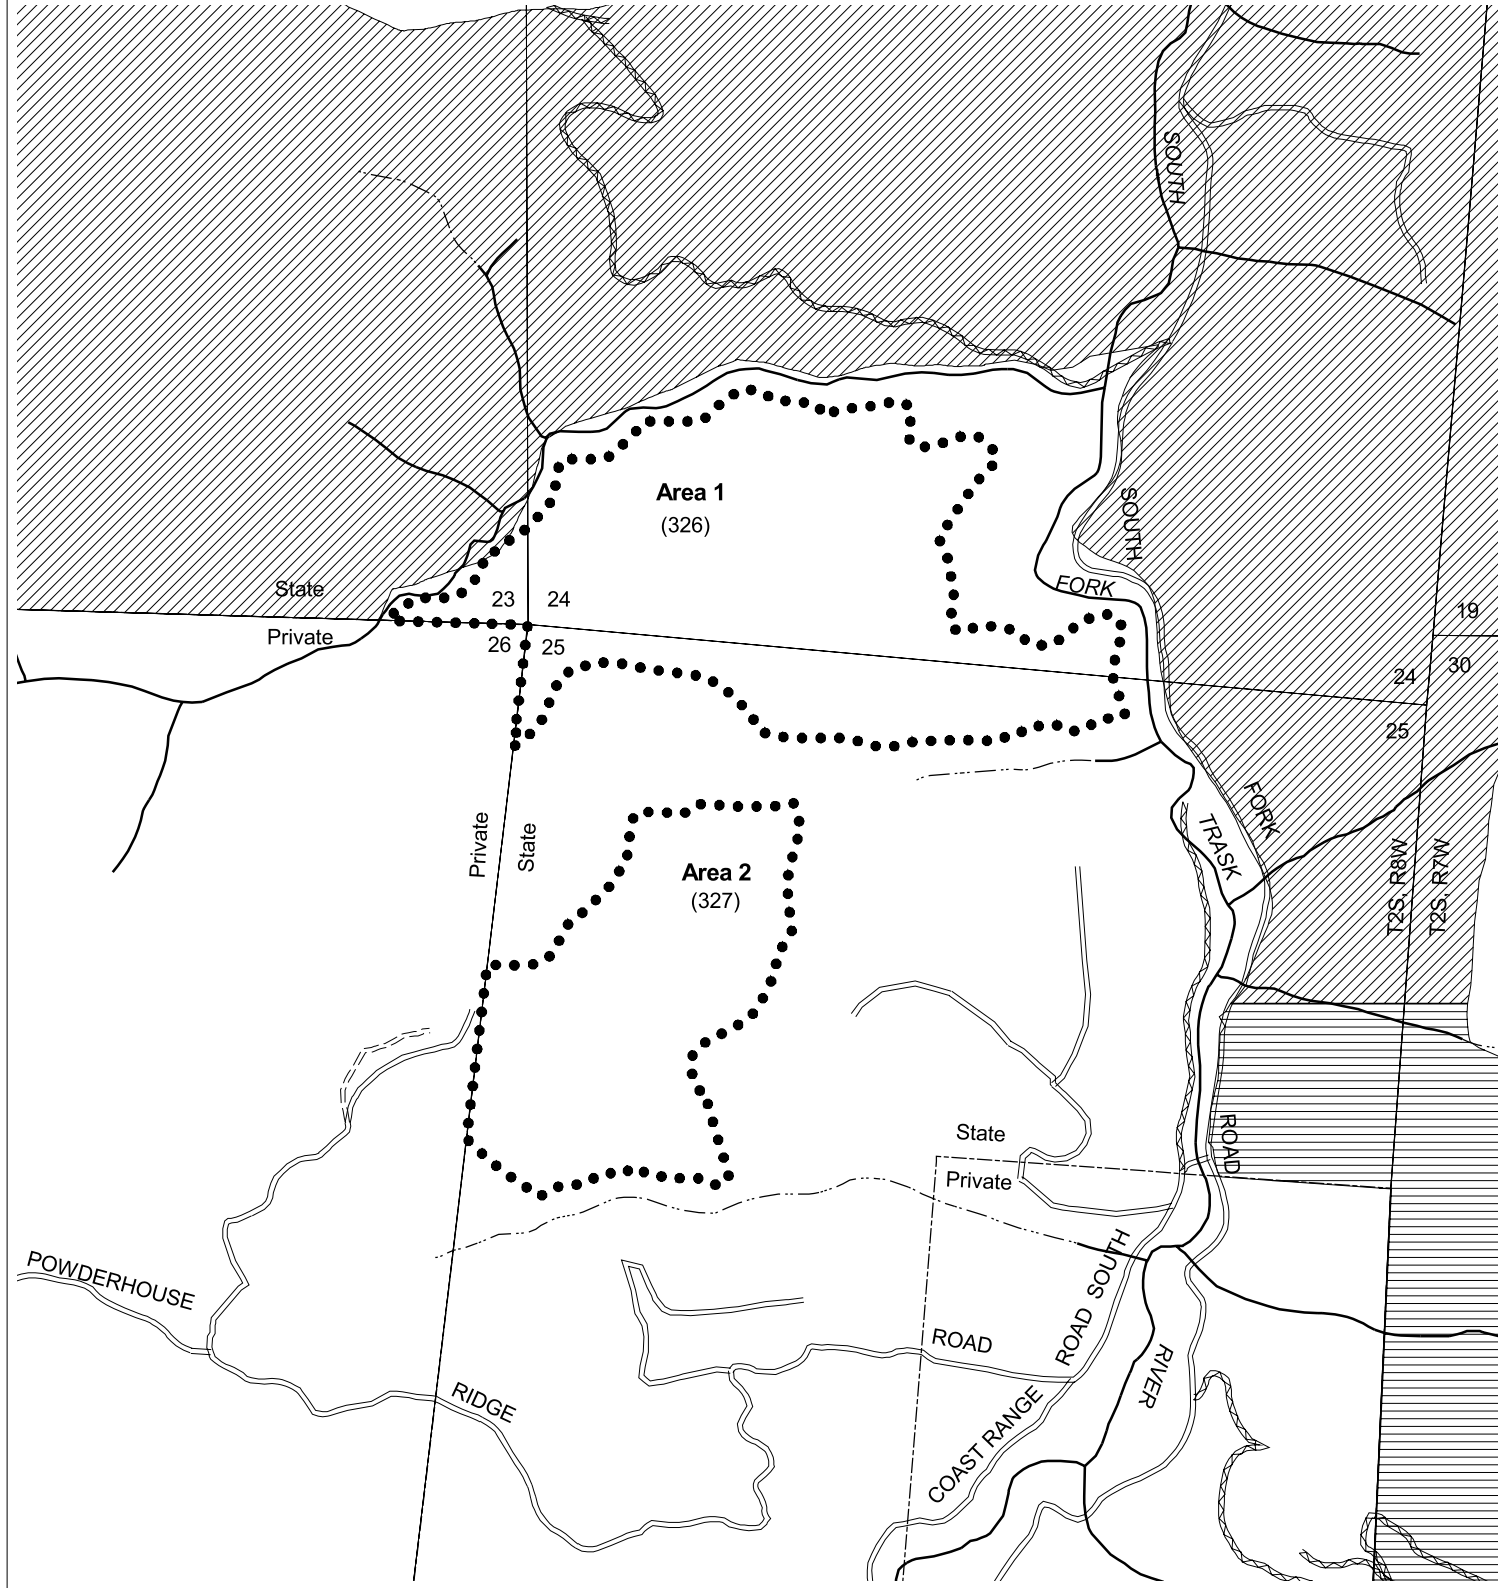 SOUTH
Area 1
(326)
SOUTH
FORK
State
23
24
19
Private
26
25
24
30
25
FORK
Private
State
TRASK
T2S, R8W
T2S, R7W
Area 2
(327)
State
ROAD
Private
POWDERHOUSE
ROAD SOUTH
ROAD
RIVER
RIDGE
COAST RANGE